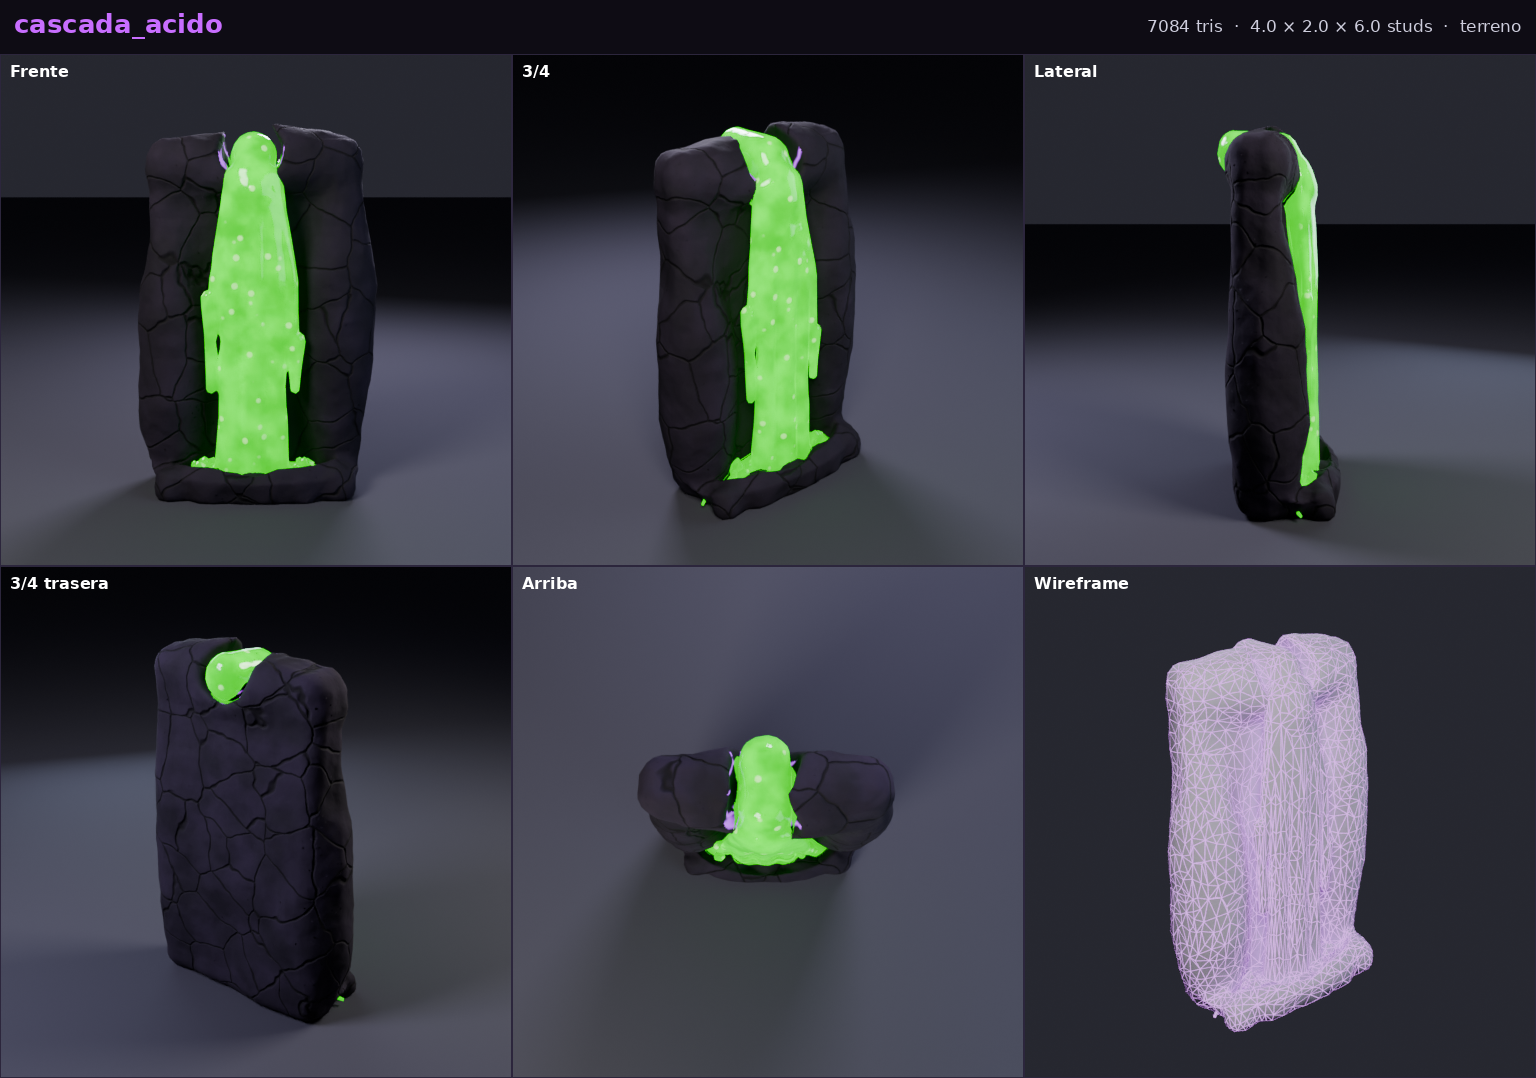 cascada_acido
7084 tris · 4.0 × 2.0 × 6.0 studs · terreno
Frente
3/4
Lateral
3/4 trasera
Arriba
Wireframe